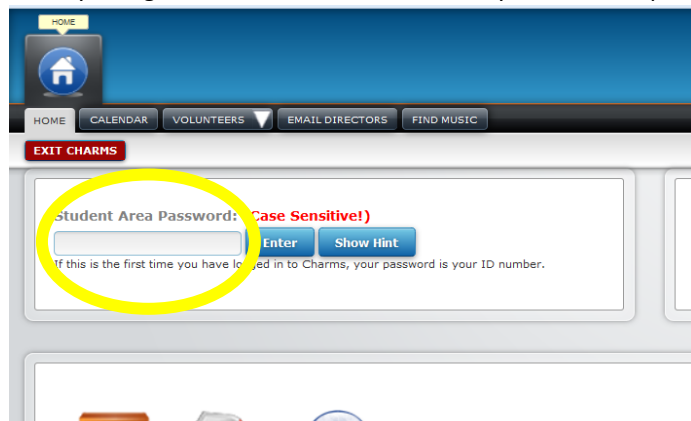 HOME
HOME CALENDAR VOLUNTEERS EMAIL DIRECTORS FIND MUSIC
EXIT CHARMS
Student Area Password: (Case Sensitive!)
Enter Show Hint
If this is the first time you have logged in to Charms, your password is your ID number.